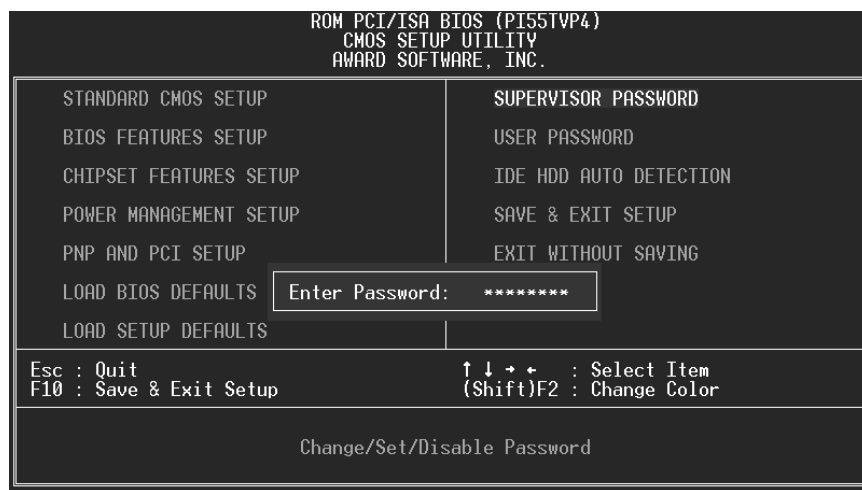 ROM PCI/ISA BIOS (PI55TVP4)
CMOS SETUP UTILITY
AWARD SOFTWARE, INC.
STANDARD CMOS SETUP
BIOS FEATURES SETUP
CHIPSET FEATURES SETUP
POWER MANAGEMENT SETUP
PNP AND PCI SETUP
LOAD BIOS DEFAULTS
LOAD SETUP DEFAULTS
SUPERVISOR PASSWORD
USER PASSWORD
IDE HDD AUTO DETECTION
SAVE & EXIT SETUP
EXIT WITHOUT SAVING
Enter Password: ********
Esc : Quit
F10 : Save & Exit Setup
↑ ↓ → ← : Select Item
(Shift)F2 : Change Color
Change/Set/Disable Password